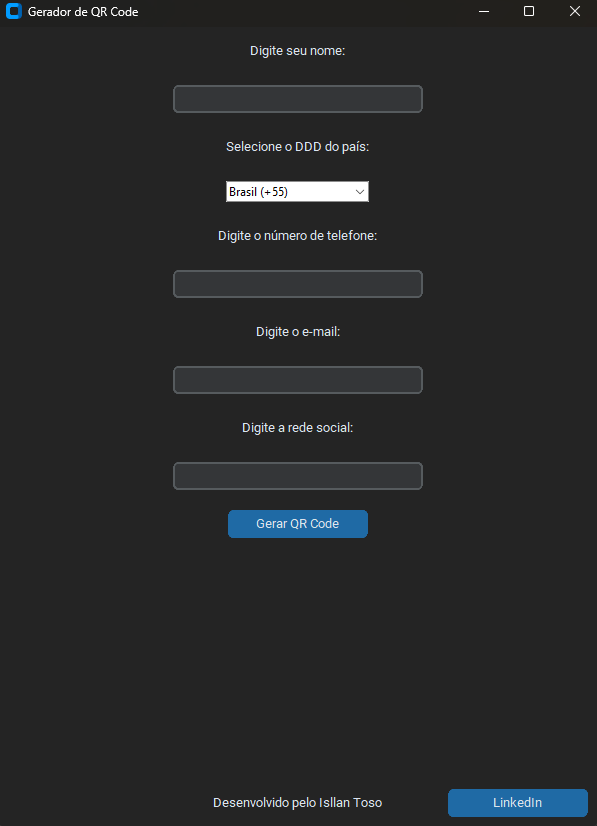 Gerador de QR Code
Digite seu nome:
Selecione o DDD do país:
Brasil (+55)
Digite o número de telefone:
Digite o e-mail:
Digite a rede social:
Gerar QR Code
Desenvolvido pelo Isllan Toso
LinkedIn